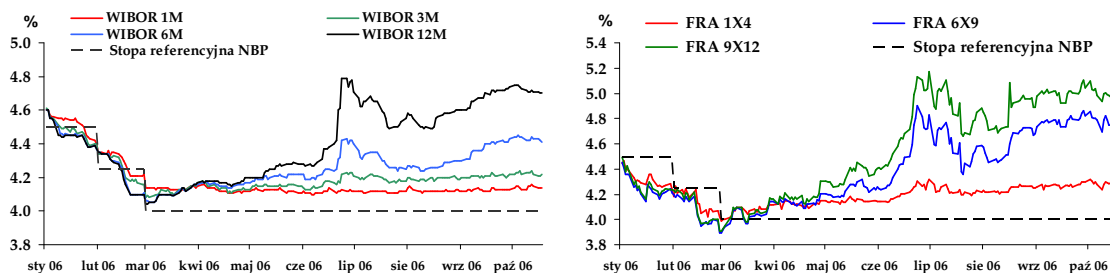 %
WIBOR 1M
WIBOR 3M
WIBOR 6M
WIBOR 12M
Stopa referencyjna NBP
5.0
4.8
4.6
4.4
4.2
4.0
3.8
sty 06
lut 06
mar 06
kwi 06
maj 06
cze 06
lip 06
sie 06
wrz 06
paź 06
%
FRA 1X4
FRA 6X9
FRA 9X12
Stopa referencyjna NBP
5.4
5.2
5.0
4.8
4.6
4.4
4.2
4.0
3.8
sty 06
lut 06
mar 06
kwi 06
maj 06
cze 06
lip 06
sie 06
wrz 06
paź 06